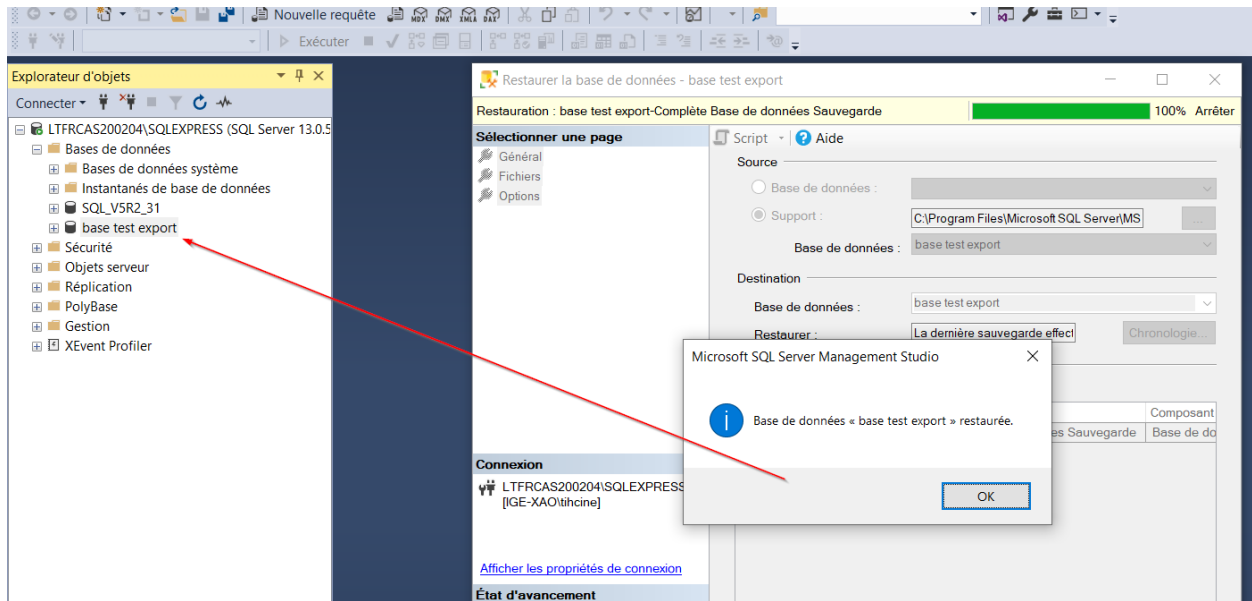 Nouvelle requête
MDX DMX XMLA DAX
Exécuter
Explorateur d'objets
Connecter
LTFRCAS200204\SQLEXPRESS (SQL Server 13.0.5
Bases de données
Bases de données système
Instantanés de base de données
SQL_V5R2_31
base test export
Sécurité
Objets serveur
Réplication
PolyBase
Gestion
XEvent Profiler
Restaurer la base de données - base test export
Restauration : base test export-Complète Base de données Sauvegarde
100% Arrêter
Sélectionner une page
Général
Fichiers
Options
Script
Aide
Source
Base de données :
Support :
C:\Program Files\Microsoft SQL Server\MS
...
Base de données :
base test export
Destination
Base de données :
base test export
Restaurer :
La dernière sauvegarde effect
Chronologie...
Microsoft SQL Server Management Studio
Base de données « base test export » restaurée.
OK
Composant
es Sauvegarde
Base de do
Connexion
LTFRCAS200204\SQLEXPRESS
[IGE-XAO\tihcine]
Afficher les propriétés de connexion
État d'avancement